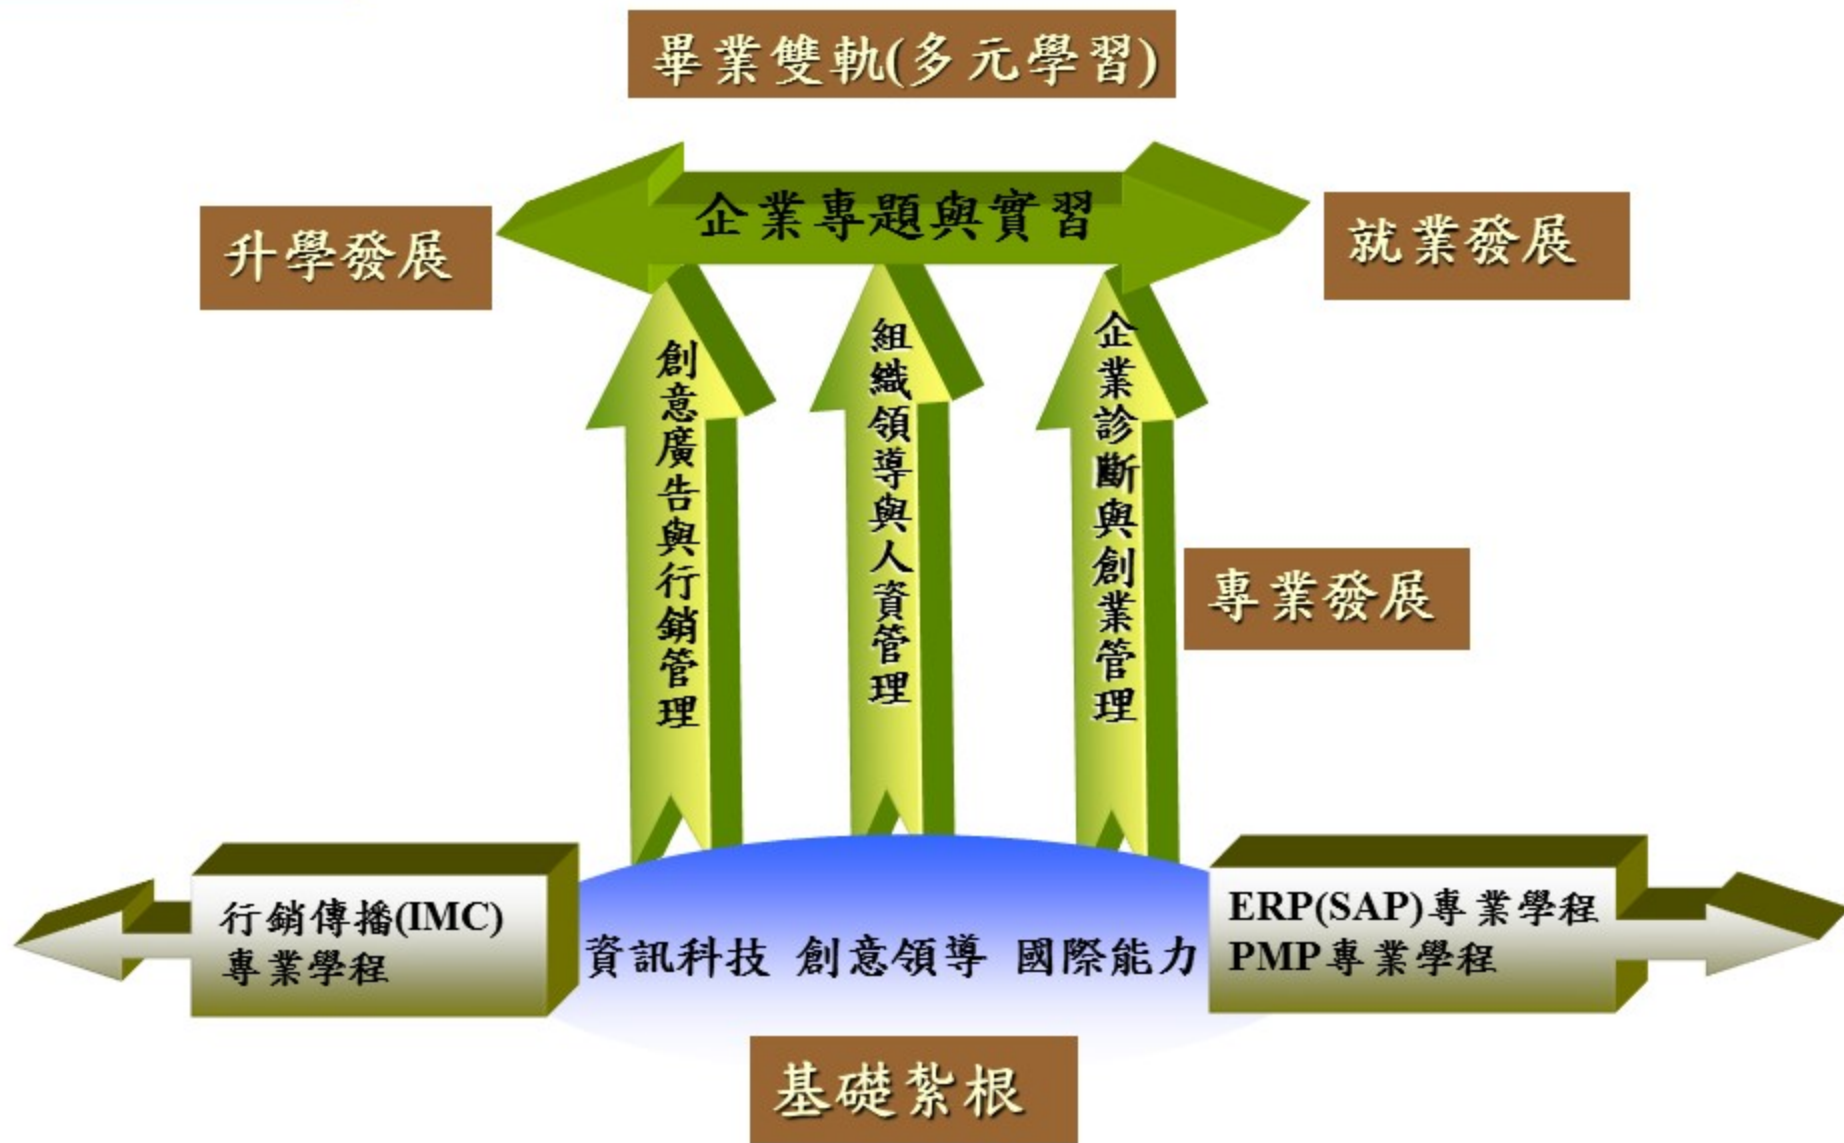 畢業雙軌(多元學習)
企業專題與實習
升學發展
就業發展
創意廣告與行銷管理
組織領導與人資管理
企業診斷與創業管理
專業發展
行銷傳播(IMC)
專業學程
資訊科技 創意領導 國際能力
ERP(SAP)專業學程
PMP專業學程
基礎紮根